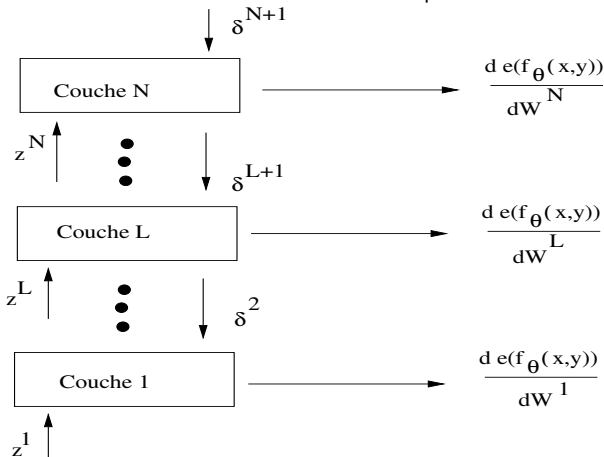 δ^{N+1}
Couche N
d e(f_θ(x,y))
dW^N
z^N
δ^{L+1}
Couche L
d e(f_θ(x,y))
dW^L
z^L
δ^2
Couche 1
d e(f_θ(x,y))
dW^1
z^1